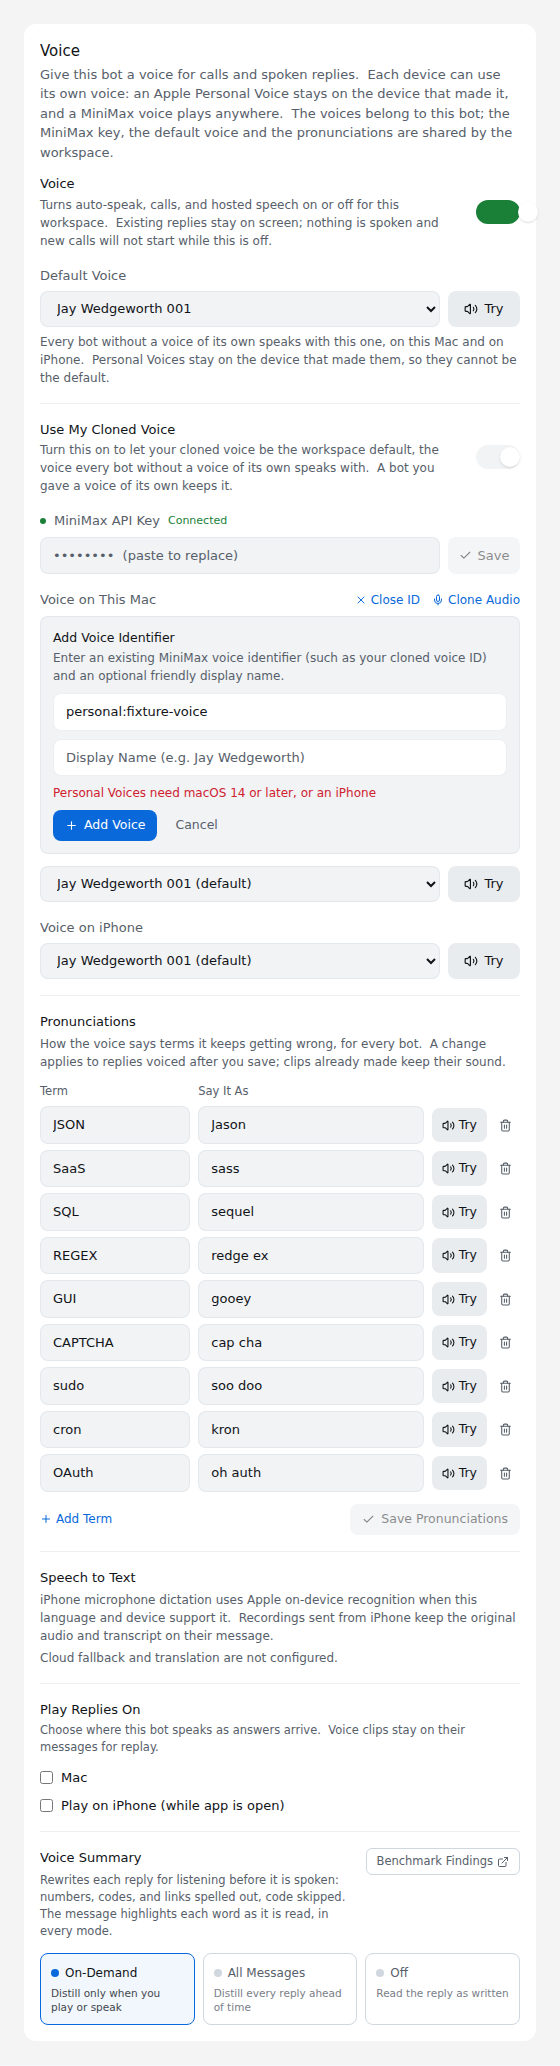 Voice
Give this bot a voice for calls and spoken replies.  Each device can use
its own voice: an Apple Personal Voice stays on the device that made it,
and a MiniMax voice plays anywhere.  The voices belong to this bot; the
MiniMax key, the default voice and the pronunciations are shared by the
workspace.
Voice
Turns auto-speak, calls, and hosted speech on or off for this
workspace.  Existing replies stay on screen; nothing is spoken and
new calls will not start while this is off.
Default Voice
Jay Wedgeworth 001
Try
Every bot without a voice of its own speaks with this one, on this Mac and on
iPhone.  Personal Voices stay on the device that made them, so they cannot be
the default.
Use My Cloned Voice
Turn this on to let your cloned voice be the workspace default, the
voice every bot without a voice of its own speaks with.  A bot you
gave a voice of its own keeps it.
MiniMax API Key Connected
•••••••• (paste to replace)
Save
Voice on This Mac
Close ID
Clone Audio
Add Voice Identifier
Enter an existing MiniMax voice identifier (such as your cloned voice ID)
and an optional friendly display name.
personal:fixture-voice
Display Name (e.g. Jay Wedgeworth)
Personal Voices need macOS 14 or later, or an iPhone
Add Voice
Cancel
Jay Wedgeworth 001 (default)
Try
Voice on iPhone
Jay Wedgeworth 001 (default)
Try
Pronunciations
How the voice says terms it keeps getting wrong, for every bot.  A change
applies to replies voiced after you save; clips already made keep their sound.
Term Say It As
JSON Jason Try
SaaS sass Try
SQL sequel Try
REGEX redge ex Try
GUI gooey Try
CAPTCHA cap cha Try
sudo soo doo Try
cron kron Try
OAuth oh auth Try
Add Term
Save Pronunciations
Speech to Text
iPhone microphone dictation uses Apple on-device recognition when this
language and device support it.  Recordings sent from iPhone keep the original
audio and transcript on their message.
Cloud fallback and translation are not configured.
Play Replies On
Choose where this bot speaks as answers arrive.  Voice clips stay on their
messages for replay.
Mac
Play on iPhone (while app is open)
Voice Summary
Benchmark Findings
Rewrites each reply for listening before it is spoken:
numbers, codes, and links spelled out, code skipped.
The message highlights each word as it is read, in
every mode.
On-Demand
Distill only when you
play or speak
All Messages
Distill every reply ahead
of time
Off
Read the reply as written